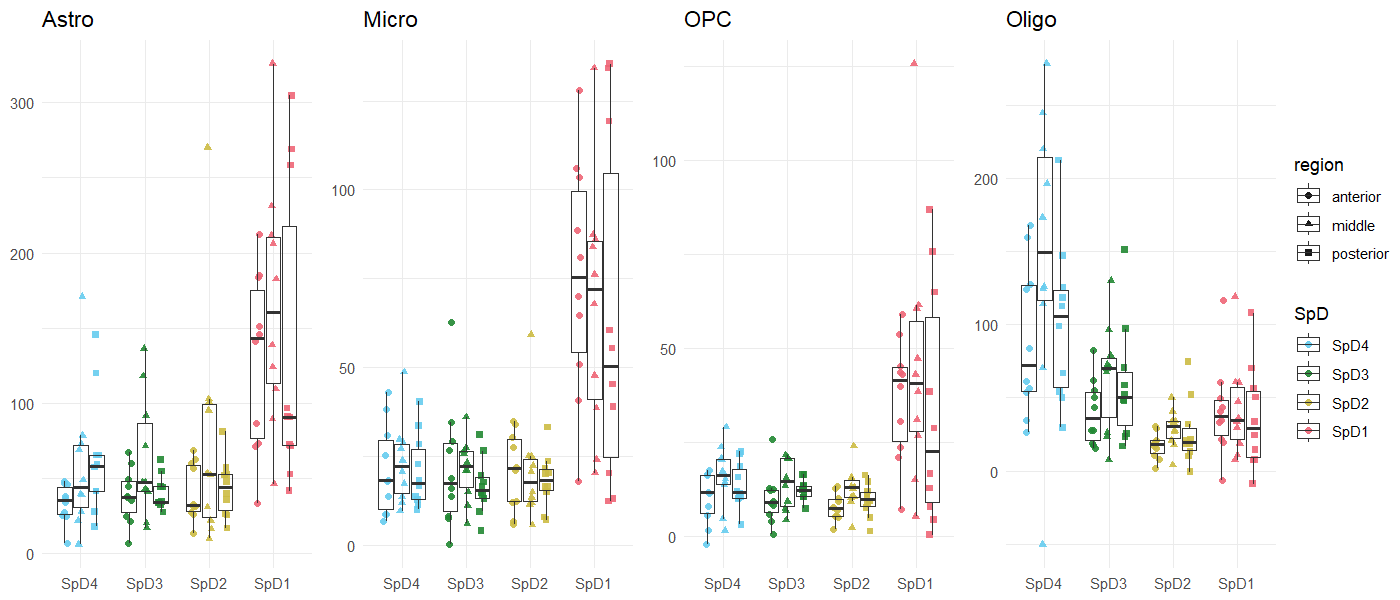 Astro
Micro
OPC
Oligo
300
200
100
0
100
50
0
100
50
0
200
100
0
SpD4 SpD3 SpD2 SpD1
SpD4 SpD3 SpD2 SpD1
SpD4 SpD3 SpD2 SpD1
SpD4 SpD3 SpD2 SpD1
region
anterior
middle
posterior
SpD
SpD4
SpD3
SpD2
SpD1